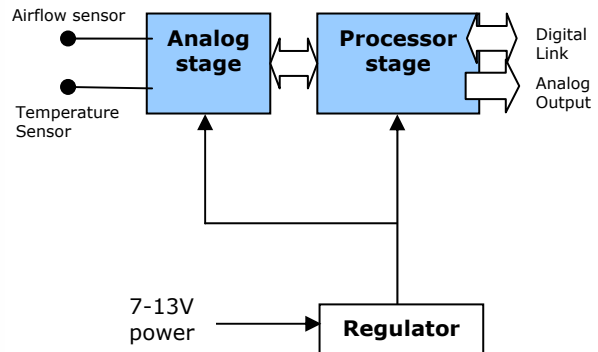 Airflow sensor
Analog
stage
Processor
stage
Digital
Link
Analog
Output
Temperature
Sensor
7-13V
power
Regulator